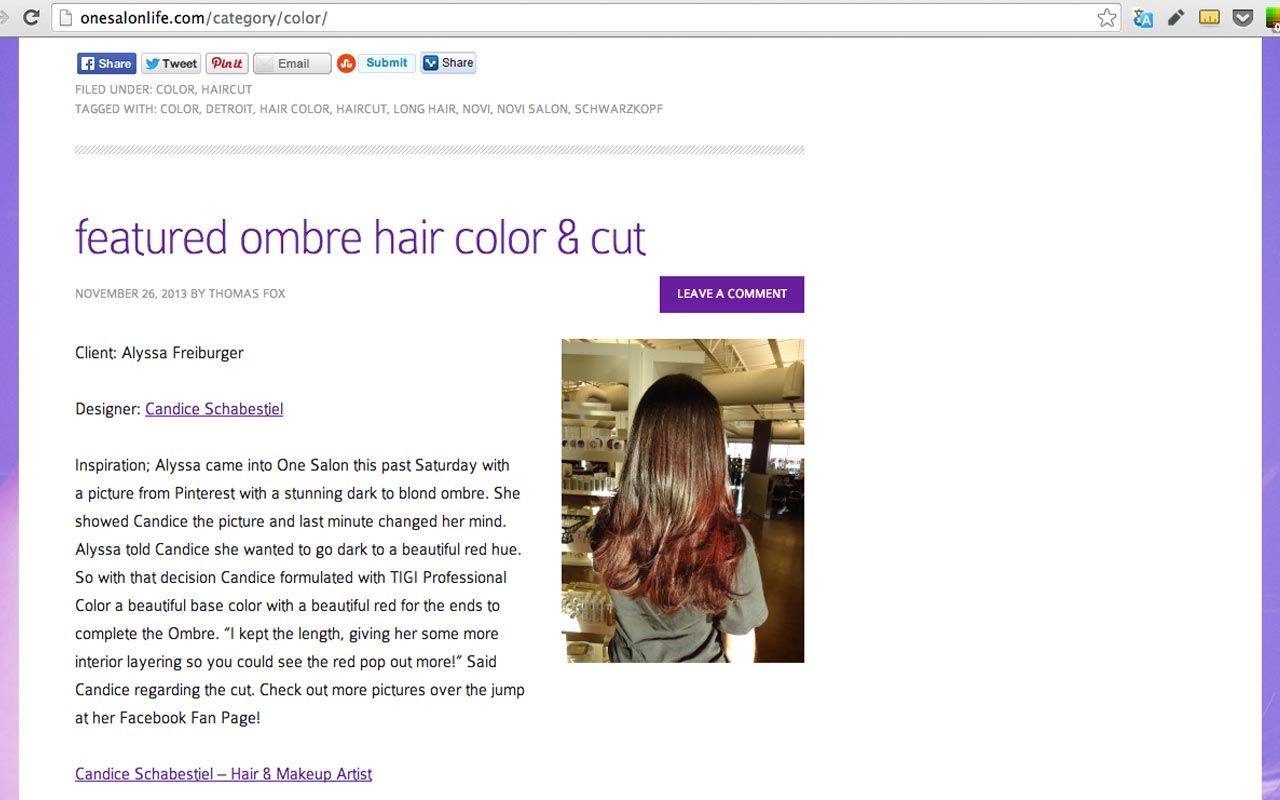 onesalonlife.com/category/color/
Share Tweet Pinit Email Submit Share
FILED UNDER: COLOR, HAIRCUT
TAGGED WITH: COLOR, DETROIT, HAIR COLOR, HAIRCUT, LONG HAIR, NOVI, NOVI SALON, SCHWARZKOPF
featured ombre hair color & cut
NOVEMBER 26, 2013 BY THOMAS FOX
LEAVE A COMMENT
Client: Alyssa Freiburger
Designer: Candice Schabestiel
Inspiration; Alyssa came into One Salon this past Saturday with
a picture from Pinterest with a stunning dark to blond ombre. She
showed Candice the picture and last minute changed her mind.
Alyssa told Candice she wanted to go dark to a beautiful red hue.
So with that decision Candice formulated with TIGI Professional
Color a beautiful base color with a beautiful red for the ends to
complete the Ombre. “I kept the length, giving her some more
interior layering so you could see the red pop out more!” Said
Candice regarding the cut. Check out more pictures over the jump
at her Facebook Fan Page!
Candice Schabestiel – Hair & Makeup Artist